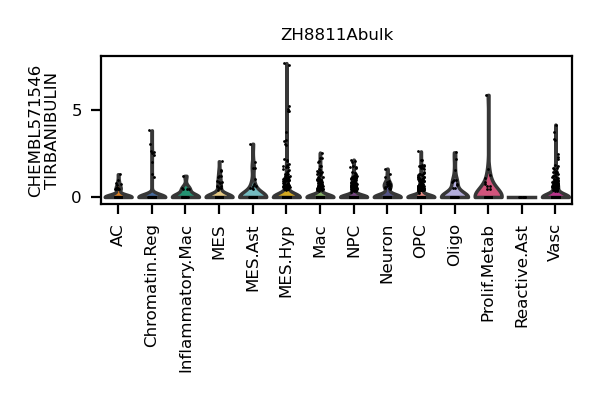 ZH8811Abulk
CHEMBL571546
TIRBANIBULIN
5
0
AC
Chromatin.Reg
Inflammatory.Mac
MES
MES.Ast
MES.Hyp
Mac
NPC
Neuron
OPC
Oligo
Prolif.Metab
Reactive.Ast
Vasc